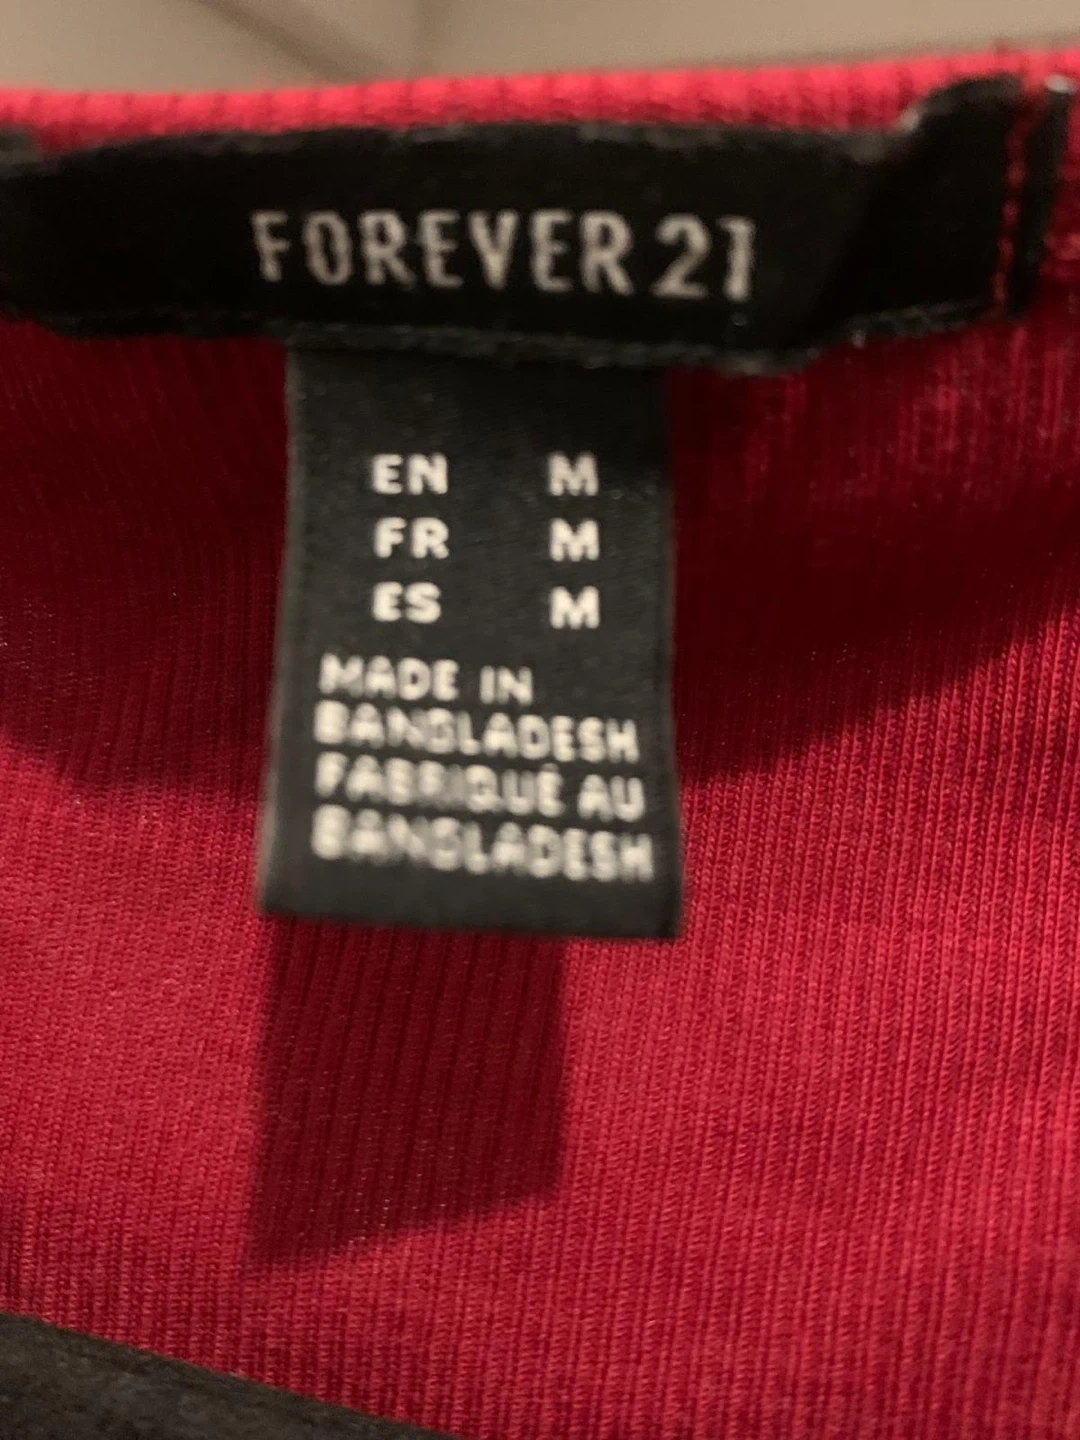 FOREVER 21
EN M
FR M
ES M
MADE IN
BANGLADESH
FABRIQUÉ AU
BANGLADESH